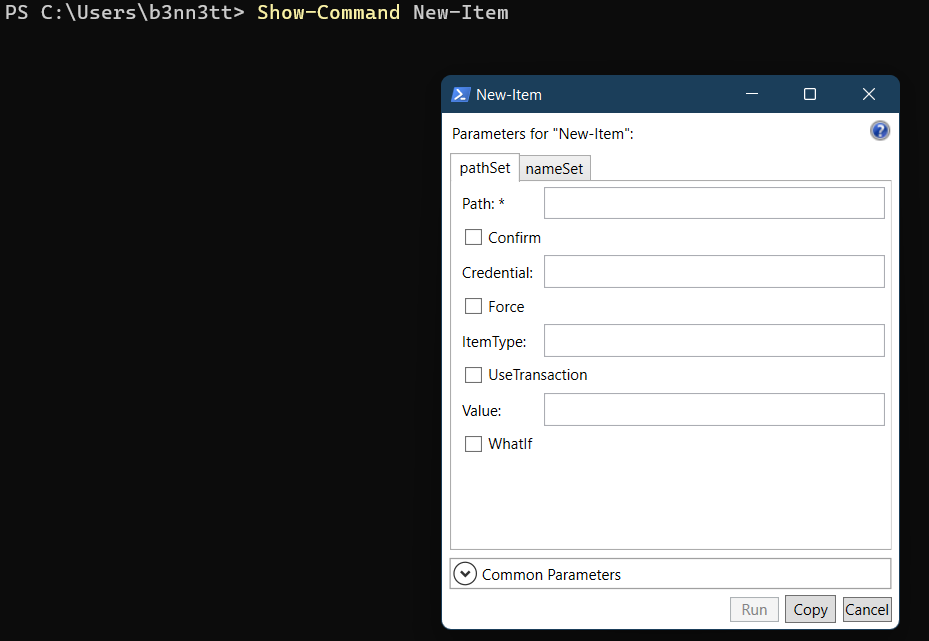 PS C:\Users\b3nn3tt> Show-Command New-Item
New-Item
Parameters for "New-Item":
pathSet nameSet
Path: *
Confirm
Credential:
Force
ItemType:
UseTransaction
Value:
WhatIf
Common Parameters
Run Copy Cancel